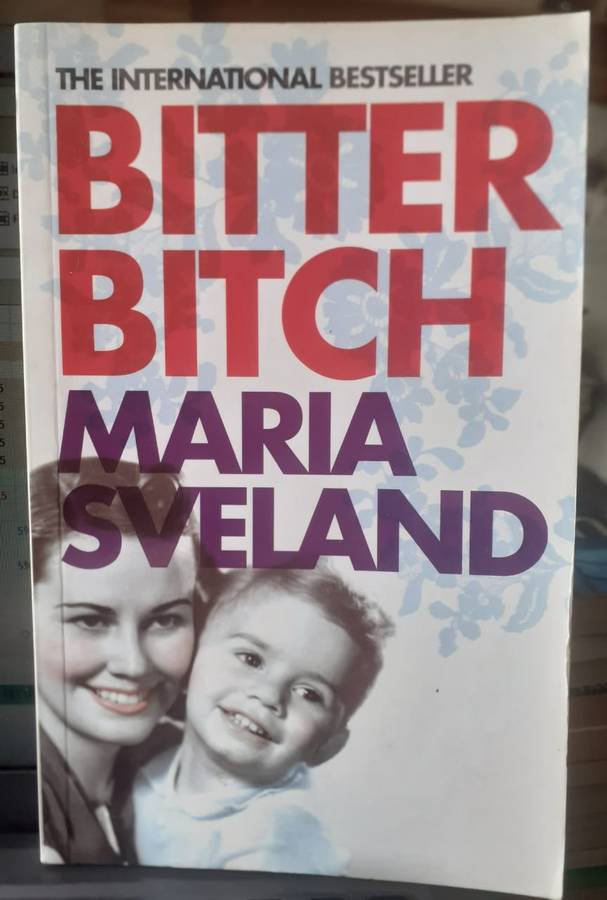 THE INTERNATIONAL BESTSELLER
BITTER
BITCH
MARIA
SVELAND